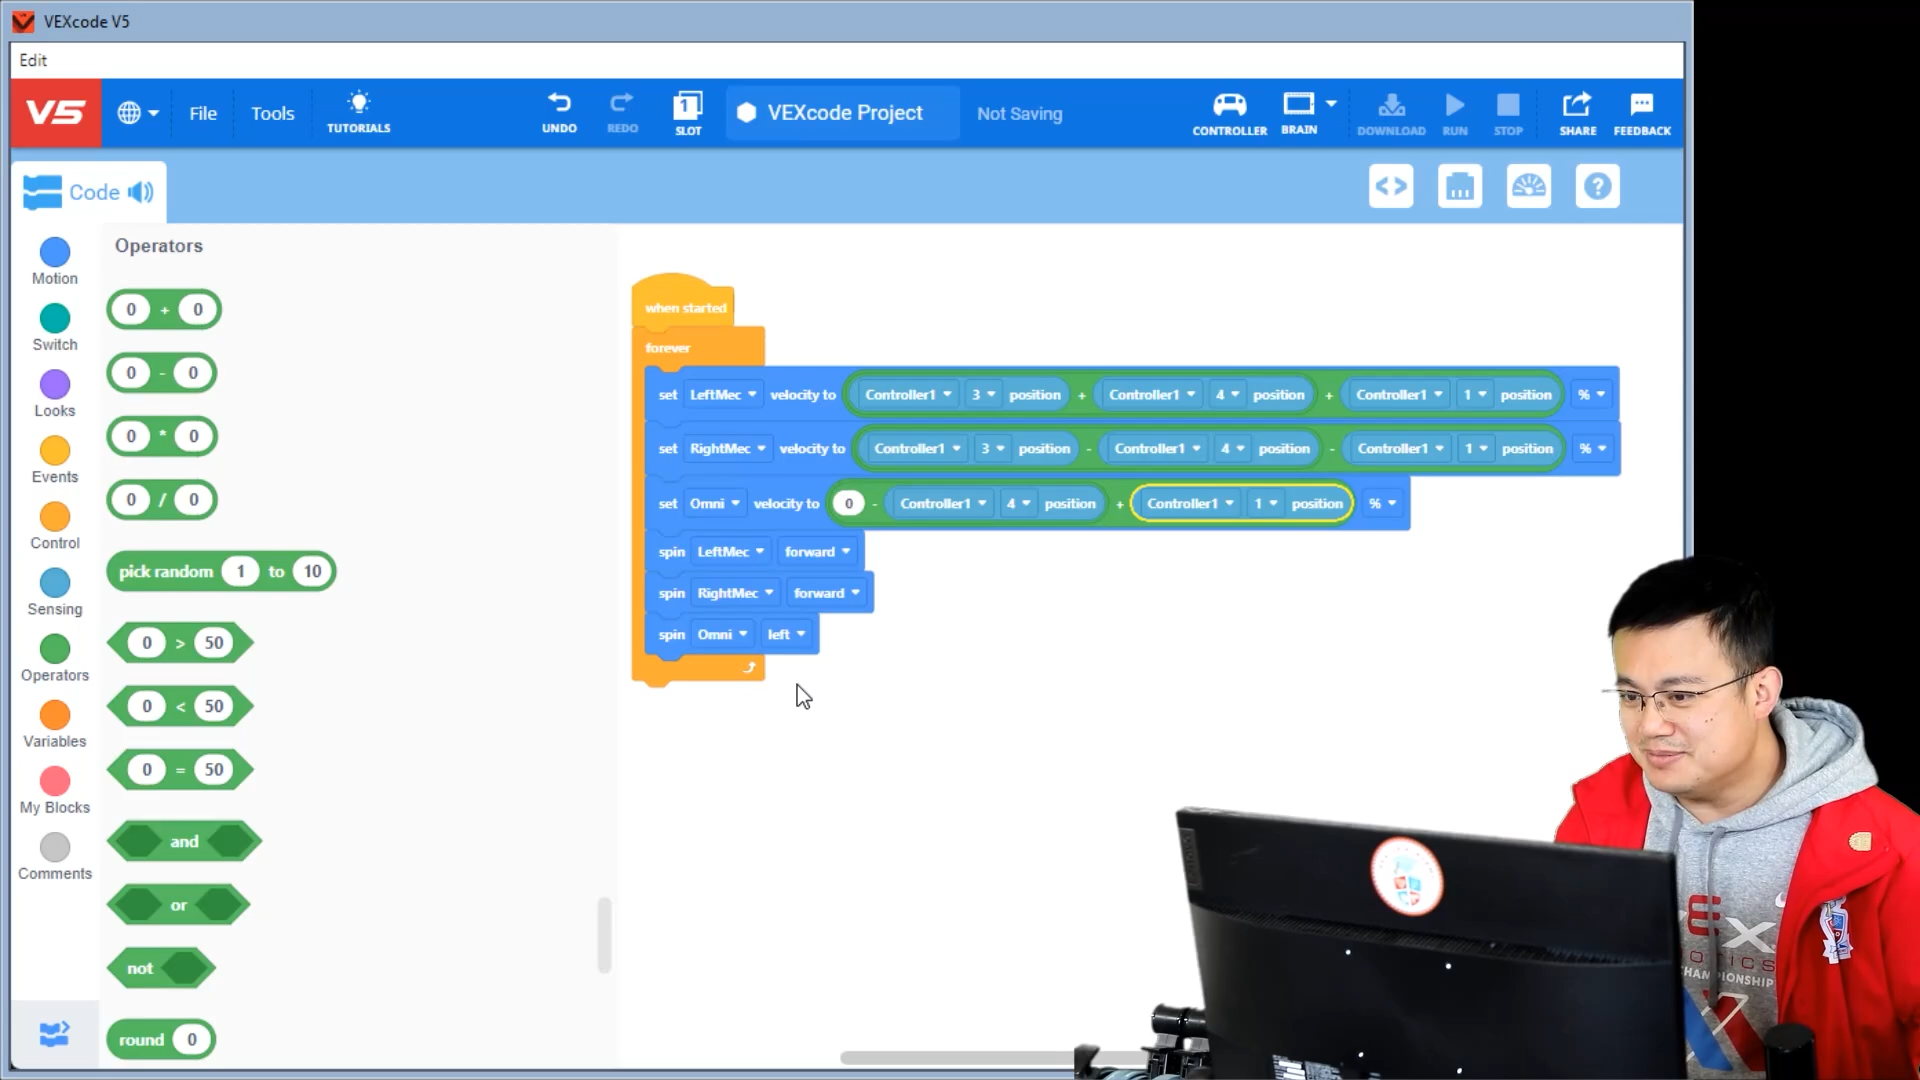 VEXcode V5
Edit
V5 File Tools TUTORIALS UNDO REDO 1 SLOT VEXcode Project Not Saving CONTROLLER BRAIN DOWNLOAD RUN STOP SHARE FEEDBACK
Code
Motion
Switch
Looks
Events
Control
Sensing
Operators
Variables
My Blocks
Comments
Operators
0 + 0
0 - 0
0 * 0
0 / 0
pick random 1 to 10
0 > 50
0 < 50
0 = 50
and
or
not
round 0
when started
forever
set LeftMec velocity to Controller1 3 position + Controller1 4 position + Controller1 1 position %
set RightMec velocity to Controller1 3 position - Controller1 4 position - Controller1 1 position %
set Omni velocity to 0 - Controller1 4 position + Controller1 1 position %
spin LeftMec forward
spin RightMec forward
spin Omni left